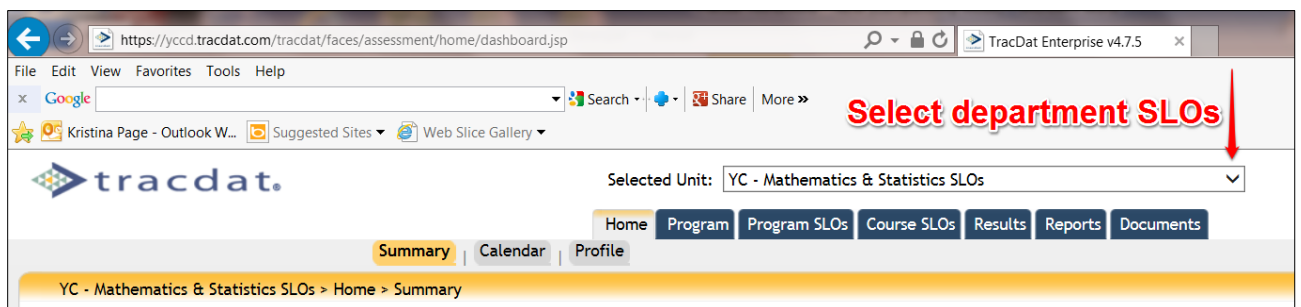 https://yccd.tracdat.com/tracdat/faces/assessment/home/dashboard.jsp
TracDat Enterprise v4.7.5
File Edit View Favorites Tools Help
x Google Search Share More »
Select department SLOs
Kristina Page - Outlook W... Suggested Sites Web Slice Gallery
tracdat.
Selected Unit: YC - Mathematics & Statistics SLOs
Home Program Program SLOs Course SLOs Results Reports Documents
Summary | Calendar | Profile
YC - Mathematics & Statistics SLOs > Home > Summary